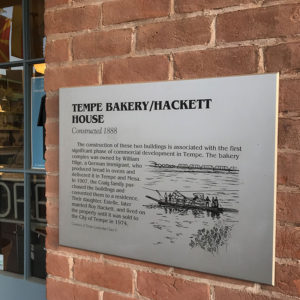 TEMPE BAKERY/HACKETT
HOUSE
Constructed 1888
The construction of these two buildings is associated with the first
significant phase of commercial development in Tempe. The bakery
complex was owned by William
Hilge, a German immigrant, who
produced bread in ovens and
delivered it in Tempe and Mesa.
In 1907, the Craig family pur-
chased the buildings and
converted them to a residence.
Their daughter, Estelle, later
married Roy Hackett, and lived on
the property until it was sold to
the City of Tempe in 1974.